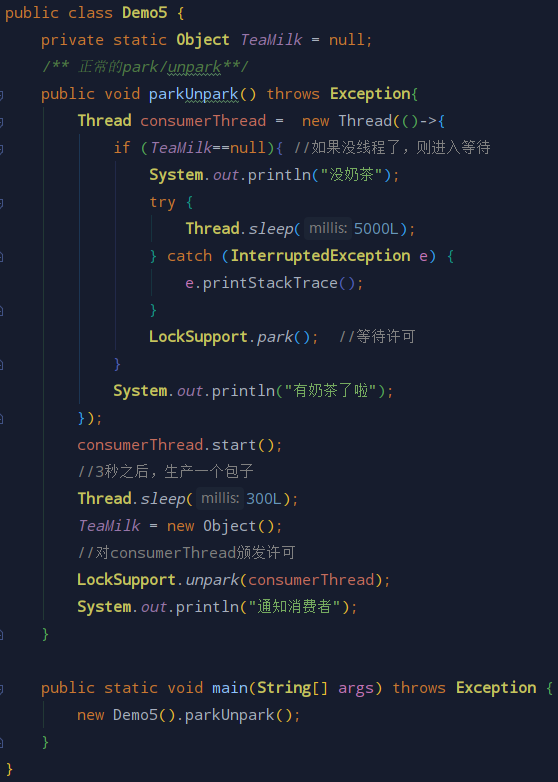 public class Demo5 {
private static Object TeaMilk = null;
/** 正常的park/unpark**/
public void parkUnpark() throws Exception{
Thread consumerThread =  new Thread(()->{
if (TeaMilk==null){ //如果没线程了，则进入等待
System.out.println("没奶茶");
try {
Thread.sleep( millis: 5000L);
} catch (InterruptedException e) {
e.printStackTrace();
}
LockSupport.park();  //等待许可
}
System.out.println("有奶茶了啦");
});
consumerThread.start();
//3秒之后，生产一个包子
Thread.sleep( millis: 300L);
TeaMilk = new Object();
//对consumerThread颁发许可
LockSupport.unpark(consumerThread);
System.out.println("通知消费者");
}
public static void main(String[] args) throws Exception {
new Demo5().parkUnpark();
}
}